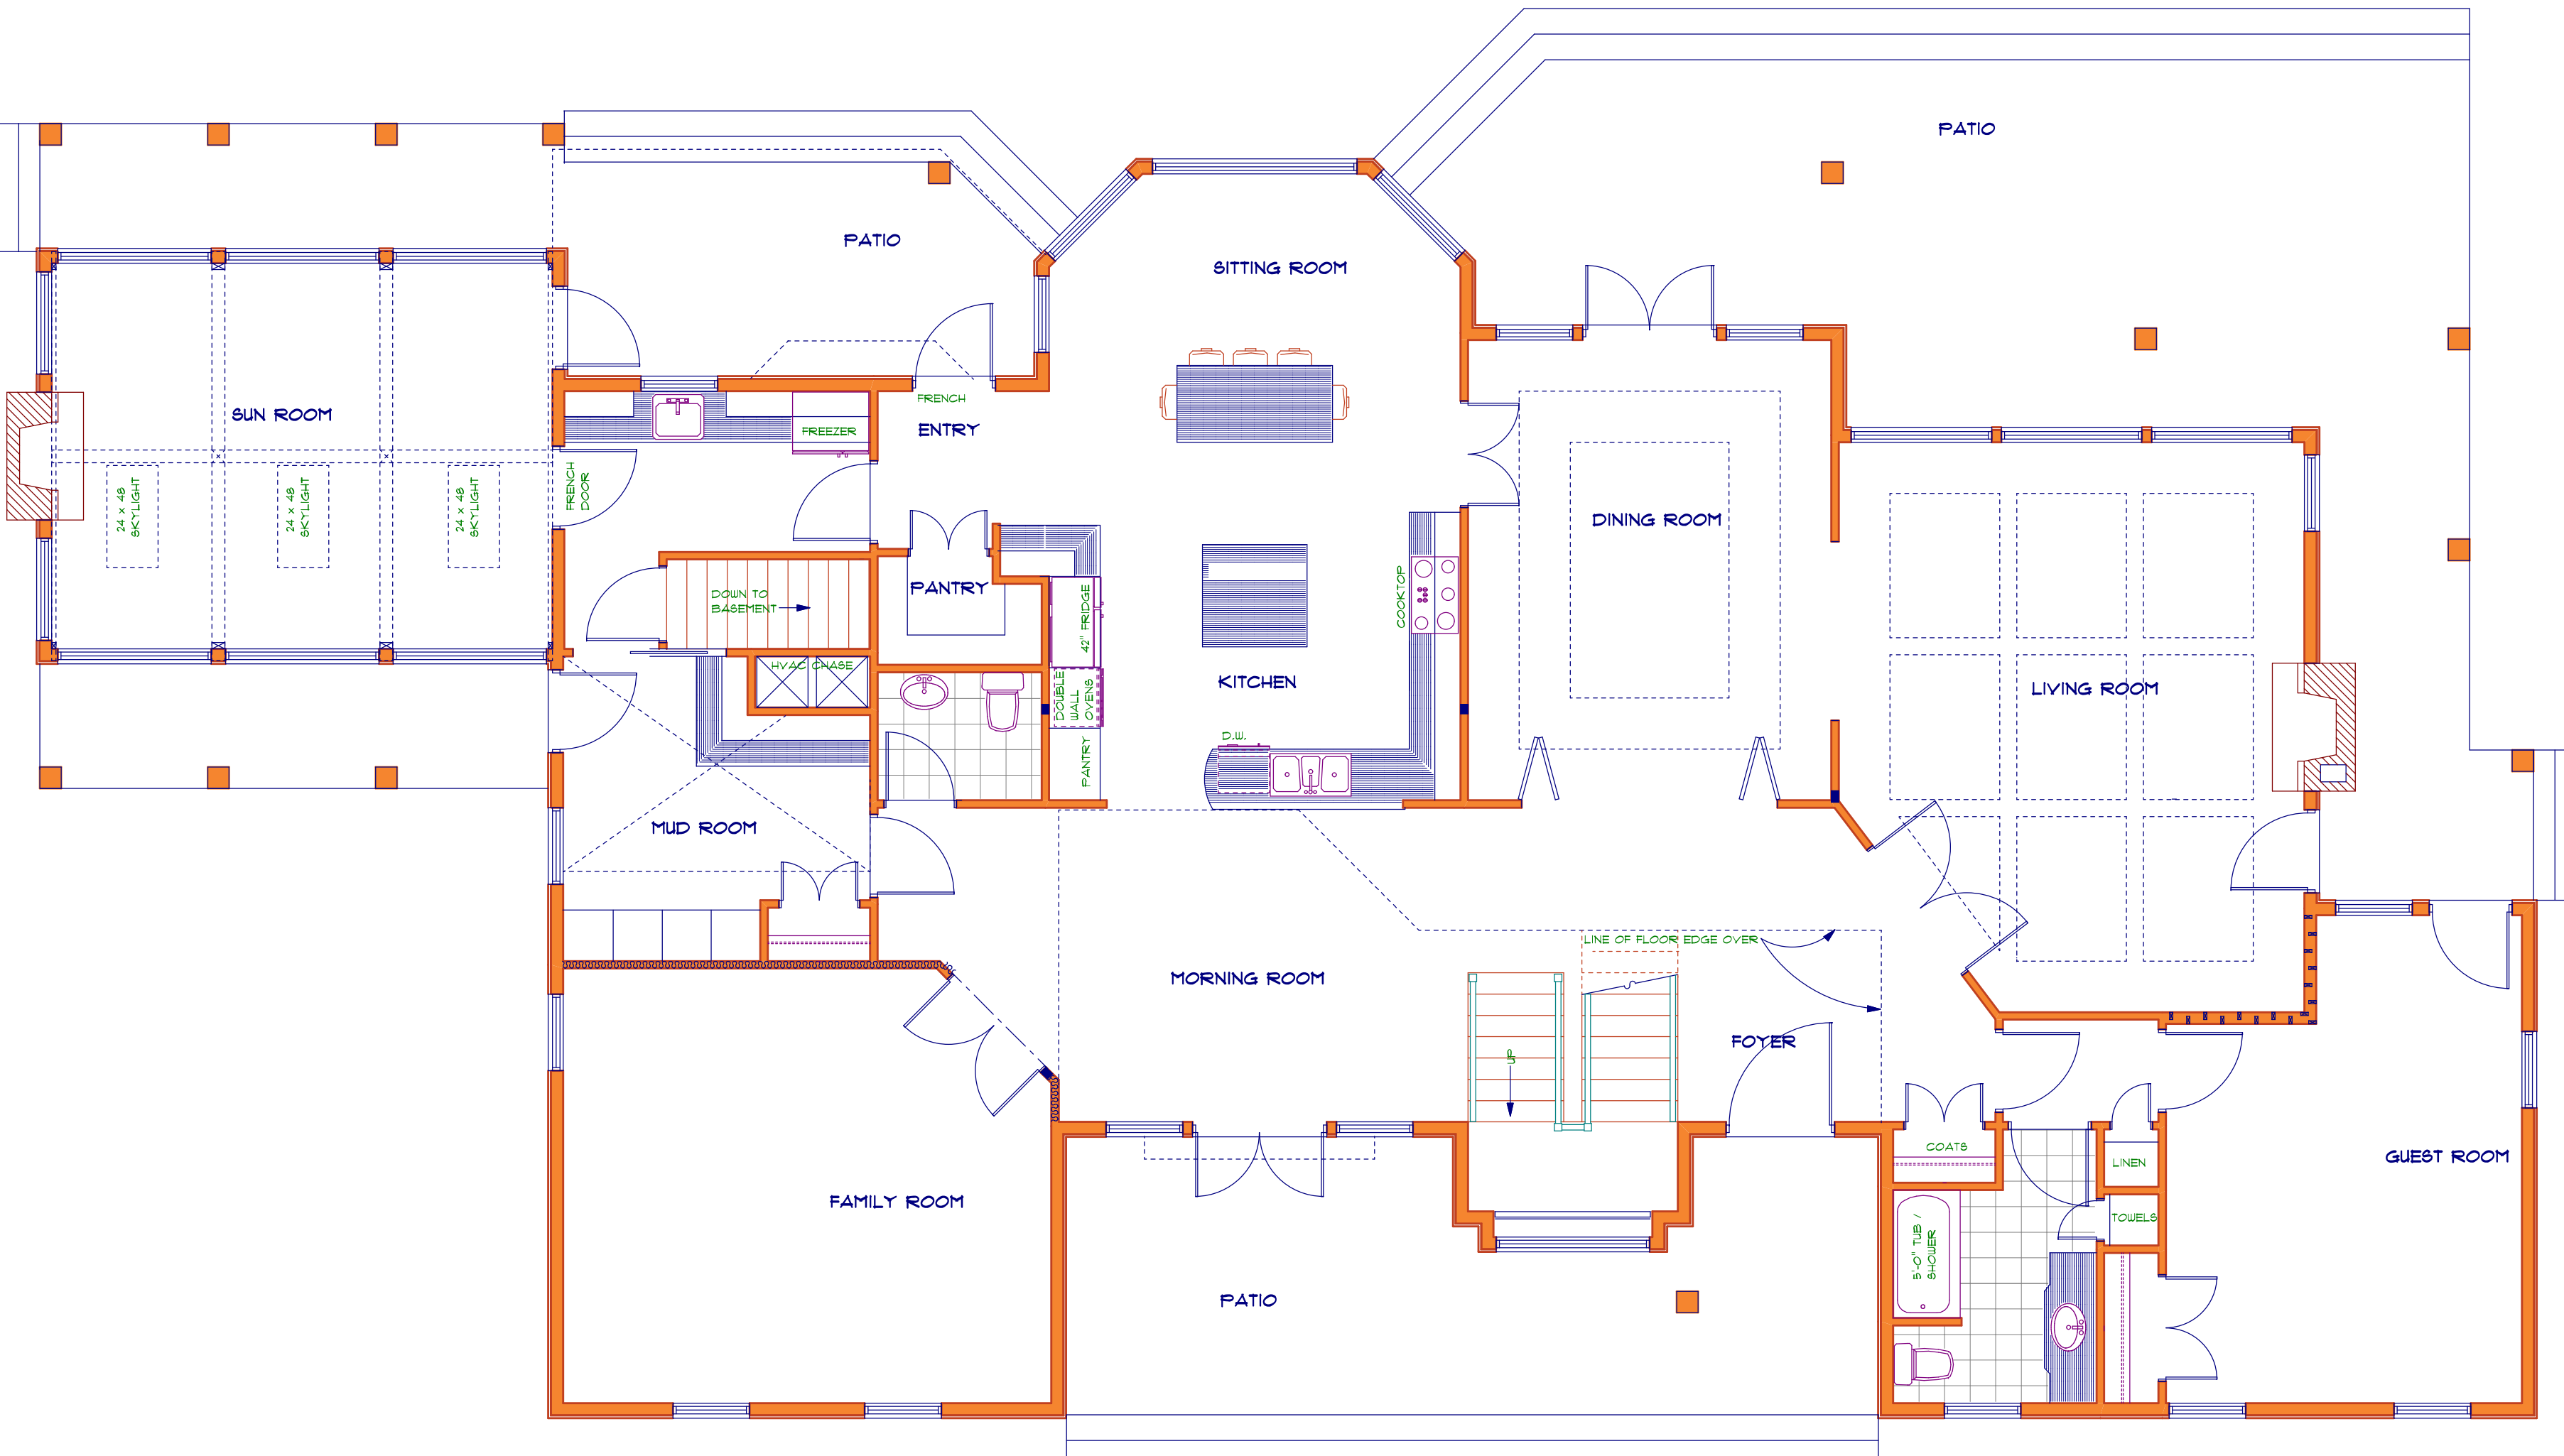 PATIO
PATIO
SITTING ROOM
FRENCH
ENTRY
SUN ROOM
FREEZER
FRENCH
DOOR
24 x 48
SKYLIGHT
24 x 48
SKYLIGHT
24 x 48
SKYLIGHT
DINING ROOM
PANTRY
DOWN TO
BASEMENT
42" FRIDGE
COOKTOP
HVAC CHASE
DOUBLE
WALL
OVENS
KITCHEN
LIVING ROOM
D.W.
PANTRY
MUD ROOM
LINE OF FLOOR EDGE OVER
MORNING ROOM
FOYER
UP
COATS
LINEN
GUEST ROOM
FAMILY ROOM
TOWELS
5'-0" TUB /
SHOWER
PATIO